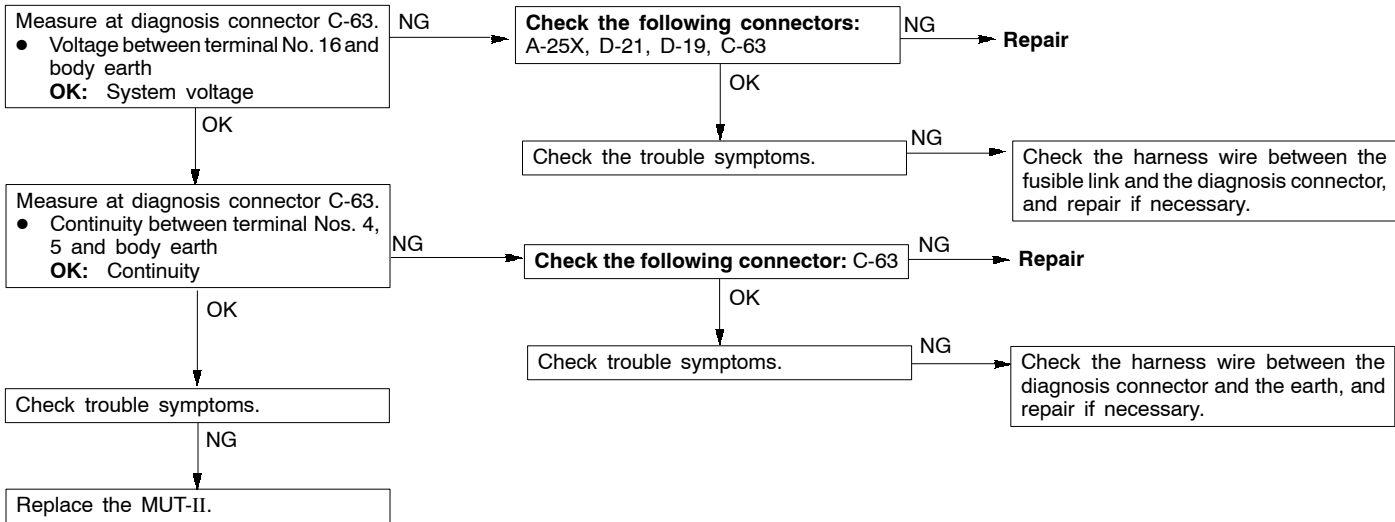 Measure at diagnosis connector C-63.
● Voltage between terminal No. 16 and
body earth
OK: System voltage
NG
Check the following connectors:
A-25X, D-21, D-19, C-63
NG
Repair
OK
OK
Check the trouble symptoms.
NG
Check the harness wire between the
fusible link and the diagnosis connector,
and repair if necessary.
Measure at diagnosis connector C-63.
● Continuity between terminal Nos. 4,
5 and body earth
OK: Continuity
NG
Check the following connector: C-63
NG
Repair
OK
OK
Check trouble symptoms.
NG
Check the harness wire between the
diagnosis connector and the earth, and
repair if necessary.
Check trouble symptoms.
NG
Replace the MUT-II.